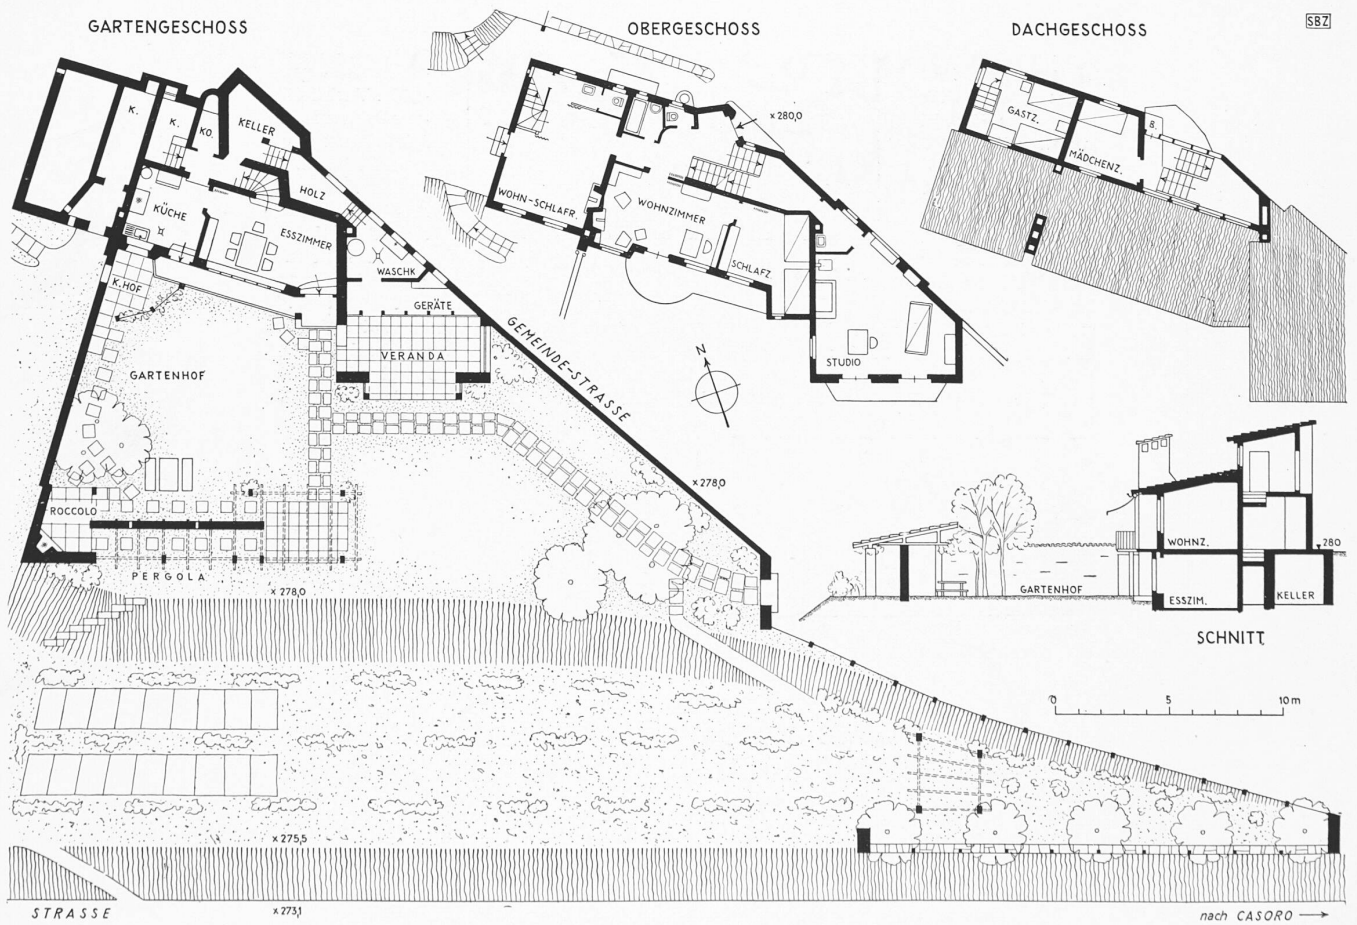 GARTENGESCHOSS
OBERGESCHOSS
DACHGESCHOSS
SBZ
K.
K.
KO.
KELLER
HOLZ
KÜCHE
ESSZIMMER
WASCHK
K.HOF
GERÄTE
VERANDA
GARTENHOF
ROCCOLO
PERGOLA
GEMEINDE-STRASSE
x 280,0
WOHN-SCHLAFR.
WOHNZIMMER
SCHLAFZ.
STUDIO
GASTZ.
MÄDCHENZ.
B.
N
x 278,0
x 278,0
WOHNZ.
280
GARTENHOF
ESSZIM.
KELLER
SCHNITT
0 5 10 m
x 275,5
STRASSE
x 273,1
nach CASORO